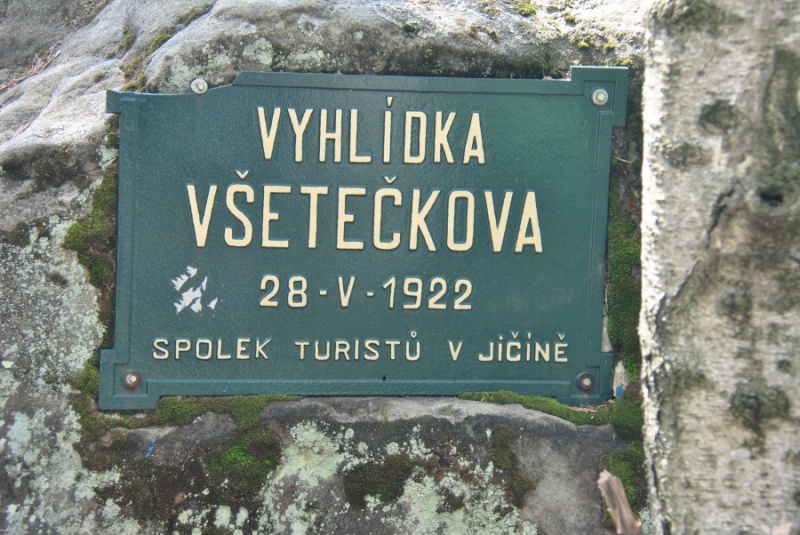 VYHLÍDKA
VŠETEČKOVA
28-V-1922
SPOLEK TURISTŮ V JIČÍNĚ